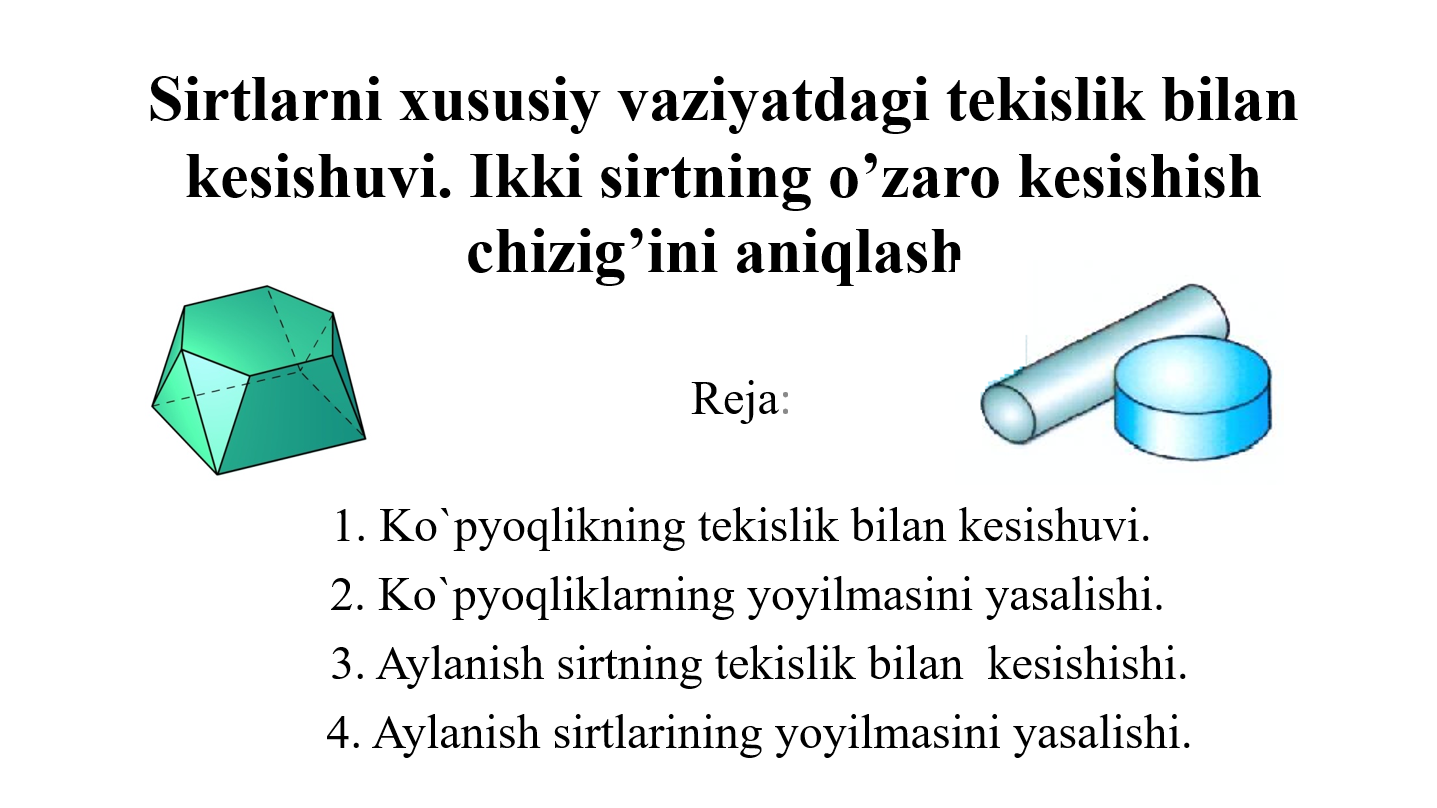 Sirtlarni xususiy vaziyatdagi tekislik bilan
kesishuvi. Ikki sirtning o’zaro kesishish
chizig’ini aniqlash
Reja:
1. Ko`pyoqlikning tekislik bilan kesishuvi.
2. Ko`pyoqliklarning yoyilmasini yasalishi.
3. Aylanish sirtning tekislik bilan  kesishishi.
4. Aylanish sirtlarining yoyilmasini yasalishi.